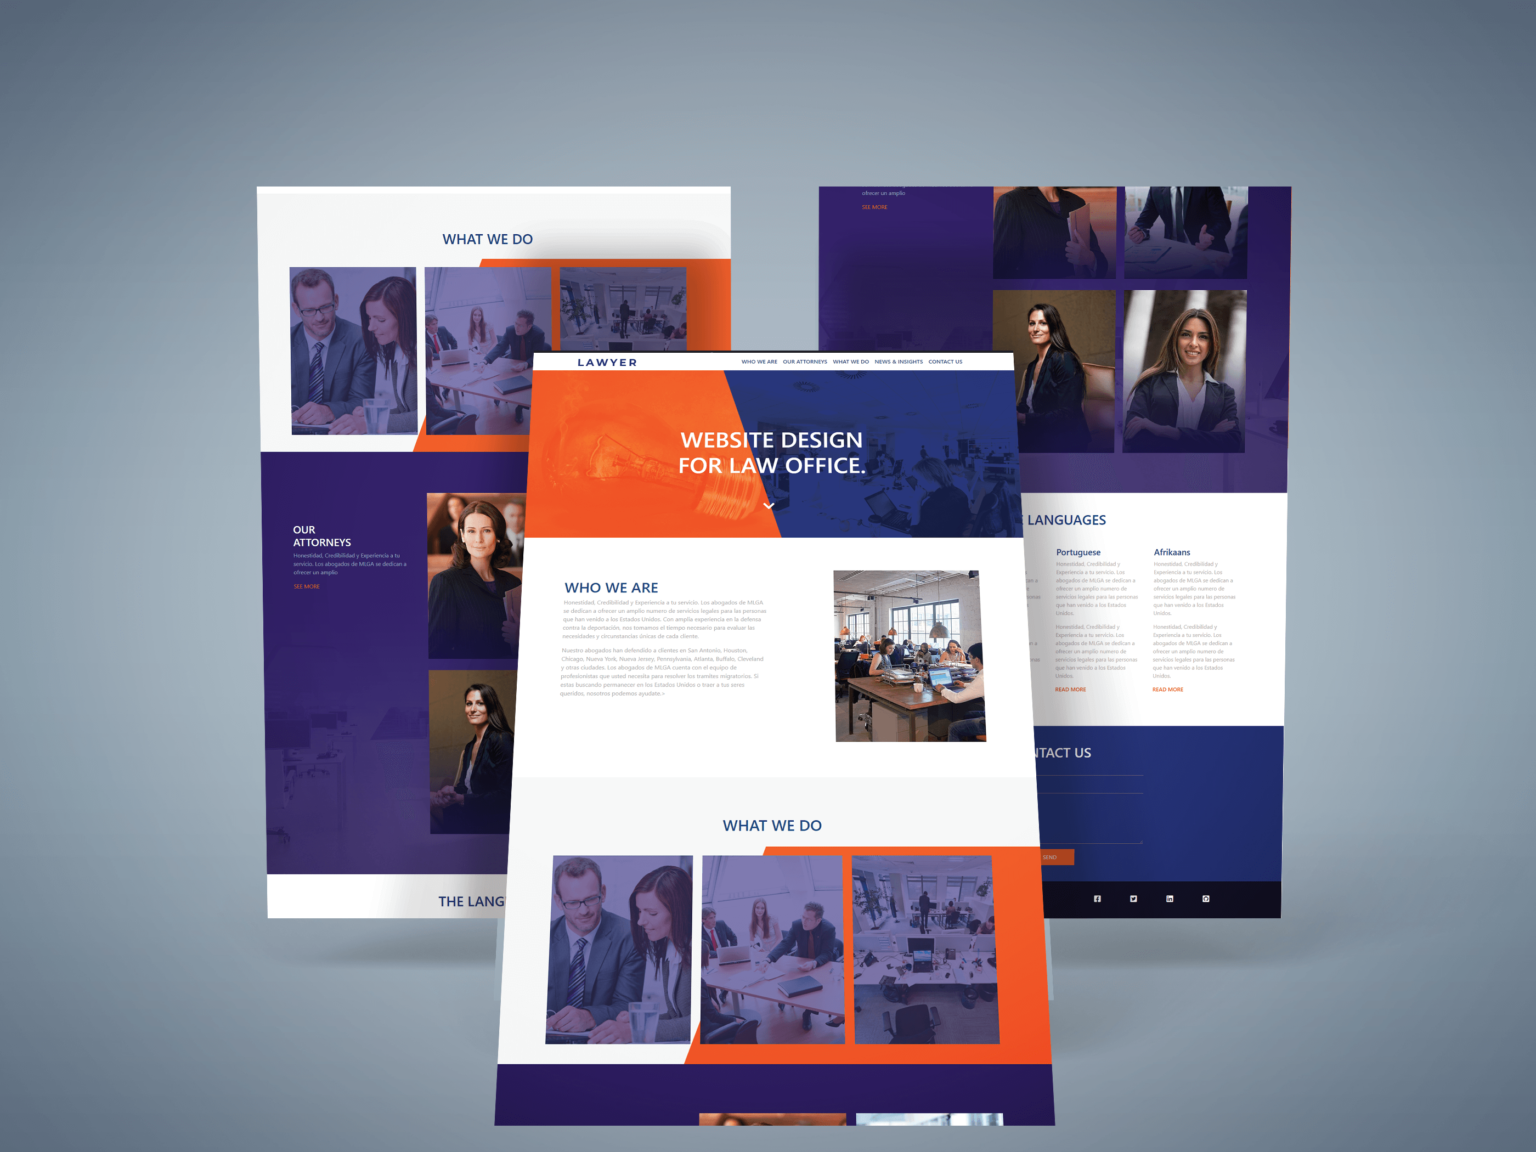 WHAT WE DO
OUR
ATTORNEYS
Honestidad, Credibilidad y Experiencia a tu
servicio. Los abogados de MLGA se dedican a
ofrecer un amplio
SEE MORE
THE LANG
LAWYER
WHO WE ARE OUR ATTORNEYS WHAT WE DO NEWS & INSIGHTS CONTACT US
WEBSITE DESIGN
FOR LAW OFFICE.
WHO WE ARE
Honestidad, Credibilidad y Experiencia a tu servicio. Los abogados de MLGA
se dedican a ofrecer un amplio numero de servicios legales para las personas
que han venido a los Estados Unidos. Con amplia experiencia en la defensa
contra la deportación, nos tomamos el tiempo necesario para evaluar las
necesidades y circunstancias únicas de cada cliente.
Nuestro abogados han defendido a clientes en San Antonio, Houston,
Chicago, Nueva York, Nueva Jersey, Pennsylvania, Atlanta, Buffalo, Cleveland
y otras ciudades. Los abogados de MLGA cuenta con el equipo de
profesionistas que usted necesita para resolver los tramites migratorios. Si
estas buscando permanecer en los Estados Unidos o traer a tus seres
queridos, nosotros podemos ayudate.>
WHAT WE DO
ofrecer un amplio
SEE MORE
LANGUAGES
Portuguese
Honestidad, Credibilidad y
Experiencia a tu servicio. Los
abogados de MLGA se dedican a
ofrecer un amplio numero de
servicios legales para las personas
que han venido a los Estados
Unidos.
Honestidad, Credibilidad y
Experiencia a tu servicio. Los
abogados de MLGA se dedican a
ofrecer un amplio numero de
servicios legales para las personas
que han venido a los Estados
Unidos.
READ MORE
Afrikaans
Honestidad, Credibilidad y
Experiencia a tu servicio. Los
abogados de MLGA se dedican a
ofrecer un amplio numero de
servicios legales para las personas
que han venido a los Estados
Unidos.
Honestidad, Credibilidad y
Experiencia a tu servicio. Los
abogados de MLGA se dedican a
ofrecer un amplio numero de
servicios legales para las personas
que han venido a los Estados
Unidos.
READ MORE
NTACT US
SEND